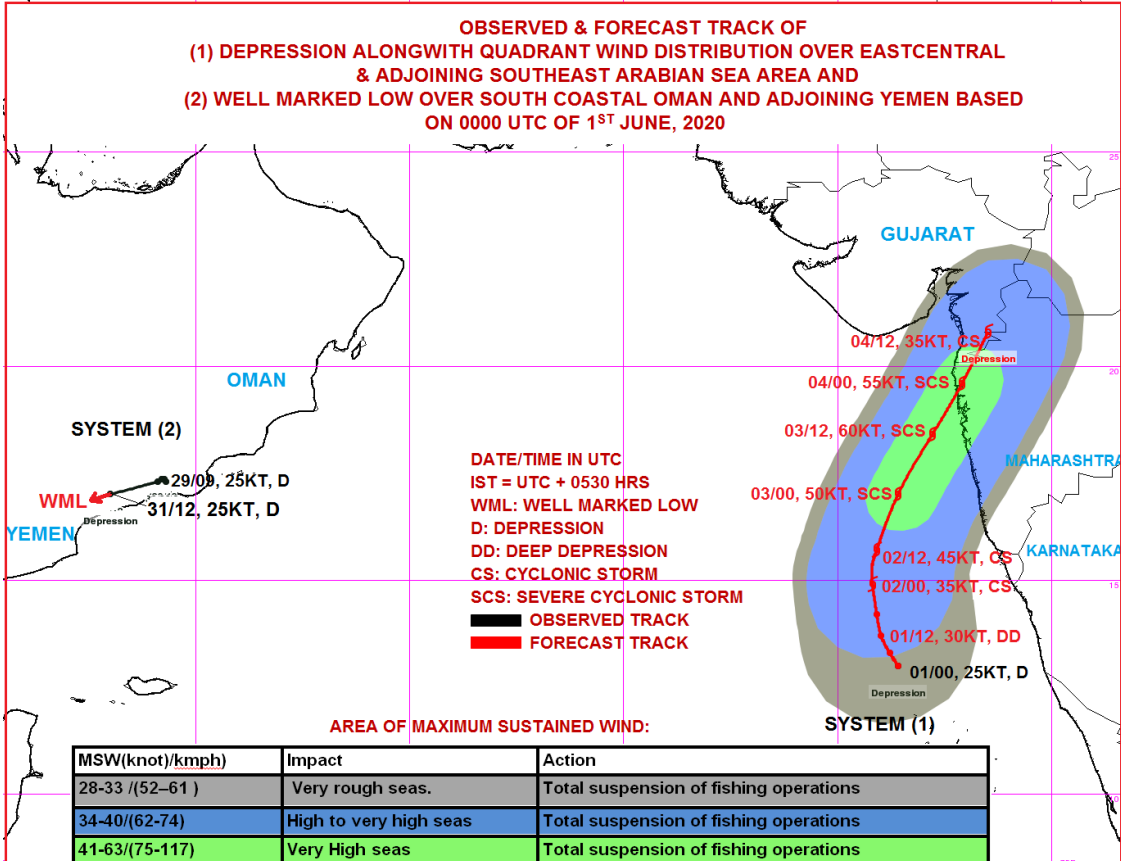 OBSERVED & FORECAST TRACK OF
(1) DEPRESSION ALONGWITH QUADRANT WIND DISTRIBUTION OVER EASTCENTRAL
& ADJOINING SOUTHEAST ARABIAN SEA AREA AND
(2) WELL MARKED LOW OVER SOUTH COASTAL OMAN AND ADJOINING YEMEN BASED
ON 0000 UTC OF 1ST JUNE, 2020
25
GUJARAT
04/12, 35KT, CS
Depression
20
OMAN
04/00, 55KT, SCS
SYSTEM (2)
03/12, 60KT, SCS
MAHARASHTRA
29/09, 25KT, D
WML
31/12, 25KT, D
Depression
YEMEN
03/00, 50KT, SCS
DATE/TIME IN UTC
IST = UTC + 0530 HRS
WML: WELL MARKED LOW
D: DEPRESSION
DD: DEEP DEPRESSION
CS: CYCLONIC STORM
SCS: SEVERE CYCLONIC STORM
OBSERVED TRACK
FORECAST TRACK
KARNATAKA
02/12, 45KT, CS
15
02/00, 35KT, CS
01/12, 30KT, DD
01/00, 25KT, D
Depression
SYSTEM (1)
AREA OF MAXIMUM SUSTAINED WIND:
MSW(knot)/kmph) Impact Action
28-33 /(52–61 ) Very rough seas. Total suspension of fishing operations
34-40/(62-74) High to very high seas Total suspension of fishing operations
41-63/(75-117) Very High seas Total suspension of fishing operations